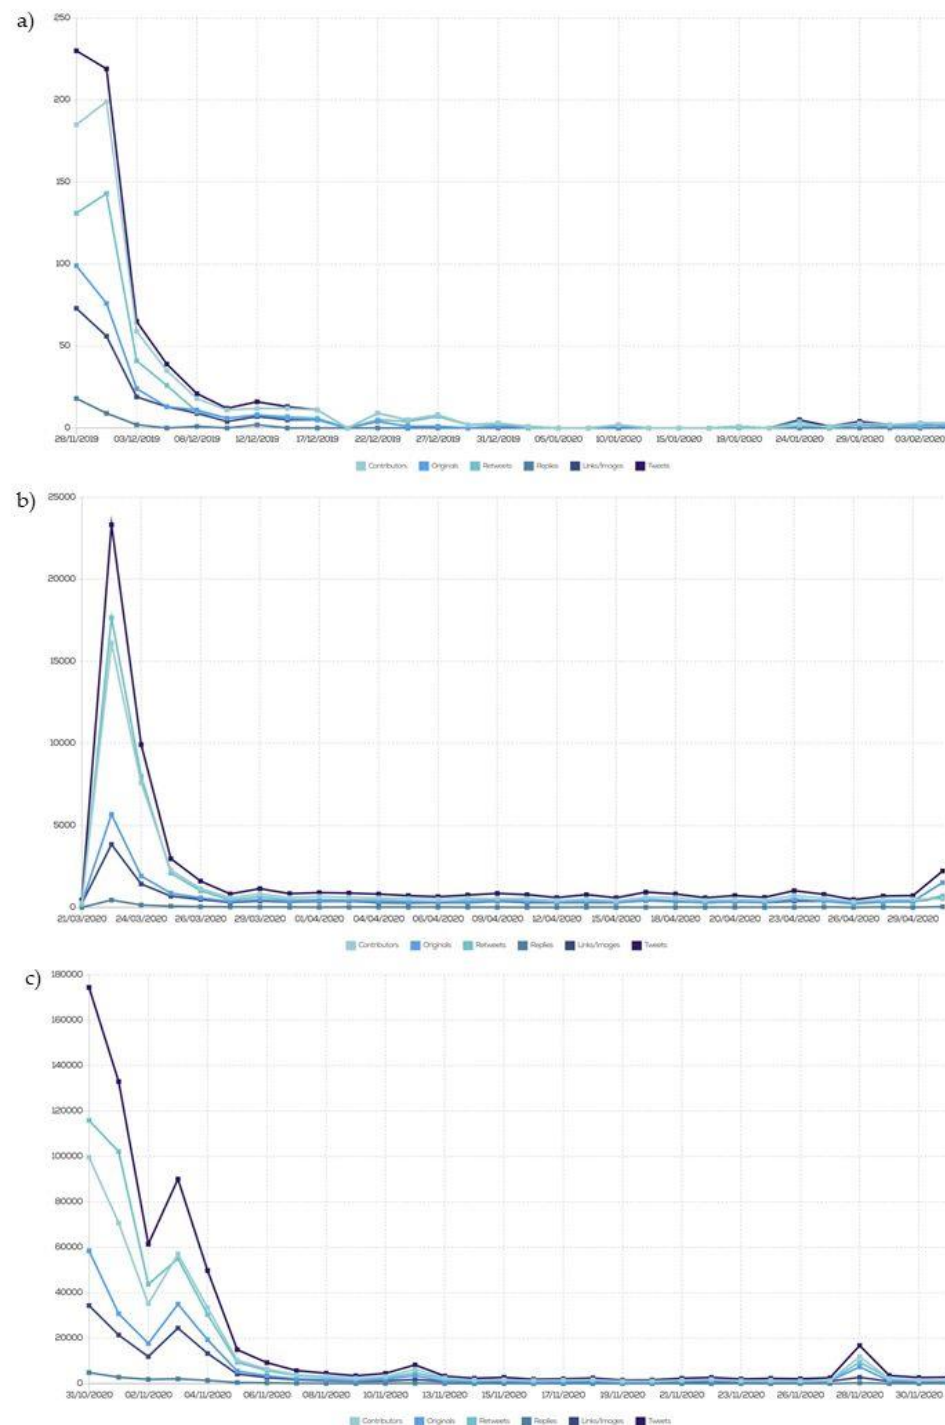 a)
250
200
150
100
50
0
28/11/2019 03/12/2019 06/12/2019 12/12/2019 17/12/2019 22/12/2019 27/12/2019 31/12/2019 05/01/2020 10/01/2020 15/01/2020 19/01/2020 24/01/2020 29/01/2020 03/02/2020
Contributors Originals Retweets Replies Links/Images Tweets
b)
25000
20000
15000
10000
5000
0
21/03/2020 24/03/2020 26/03/2020 29/03/2020 01/04/2020 04/04/2020 06/04/2020 09/04/2020 12/04/2020 15/04/2020 18/04/2020 20/04/2020 23/04/2020 26/04/2020 29/04/2020
Contributors Originals Retweets Replies Links/Images Tweets
c)
180000
160000
140000
120000
100000
80000
60000
40000
20000
0
31/10/2020 02/11/2020 04/11/2020 06/11/2020 08/11/2020 10/11/2020 13/11/2020 15/11/2020 17/11/2020 19/11/2020 21/11/2020 23/11/2020 26/11/2020 28/11/2020 30/11/2020
Contributors Originals Retweets Replies Links/Images Tweets